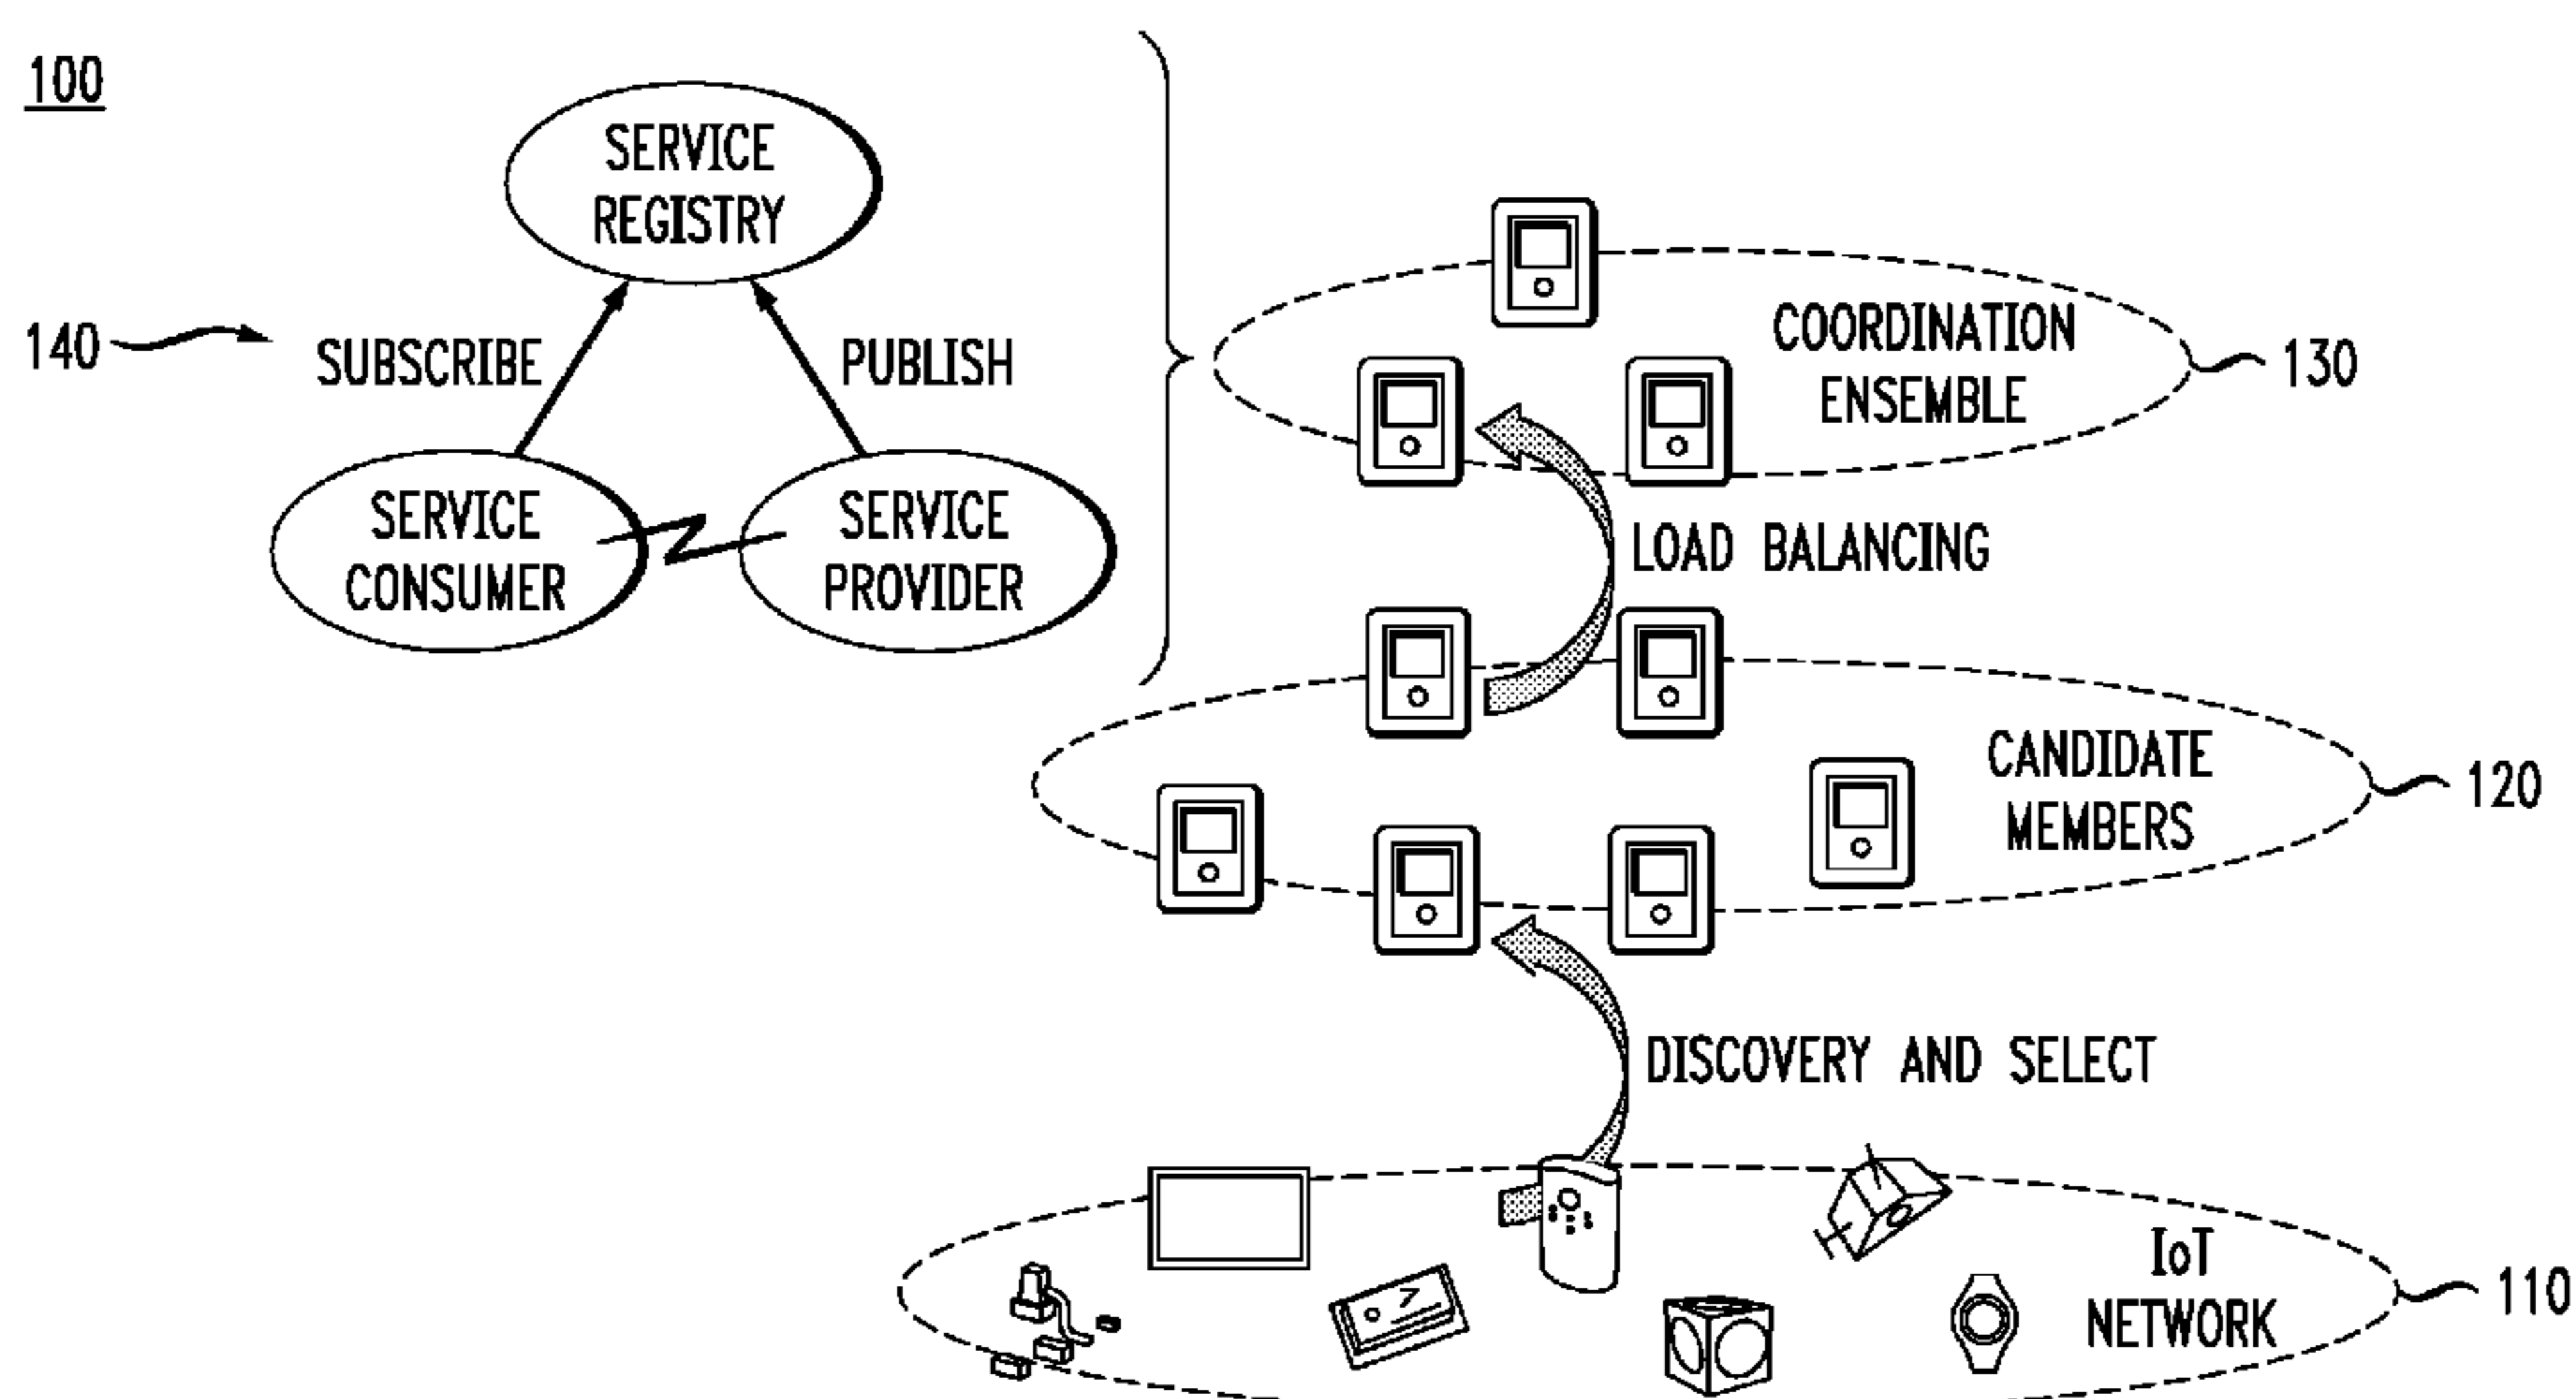 100
SERVICE
REGISTRY
140
SUBSCRIBE
PUBLISH
SERVICE
CONSUMER
SERVICE
PROVIDER
COORDINATION
ENSEMBLE
130
LOAD BALANCING
CANDIDATE
MEMBERS
120
DISCOVERY AND SELECT
IoT
NETWORK
110